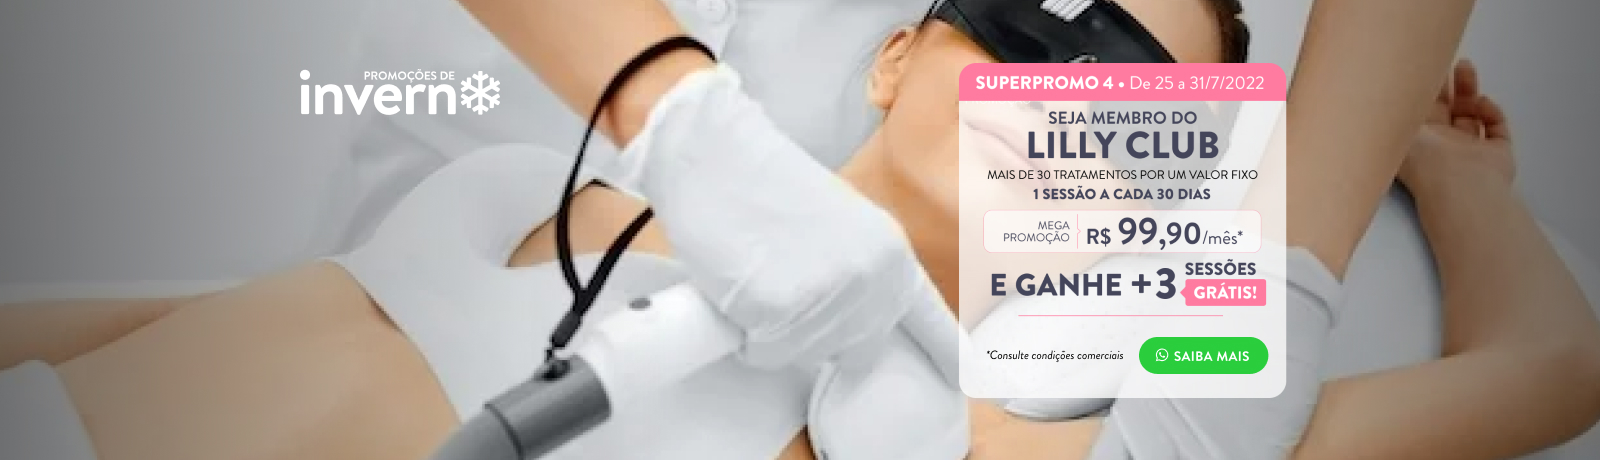 PROMOÇÕES DE
inverno
SUPERPROMO 4 • De 25 a 31/7/2022
SEJA MEMBRO DO
LILLY CLUB
MAIS DE 30 TRATAMENTOS POR UM VALOR FIXO
1 SESSÃO A CADA 30 DIAS
MEGA
PROMOÇÃO
R$ 99,90/mês*
E GANHE +3 SESSÕES
GRÁTIS!
*Consulte condições comerciais
SAIBA MAIS